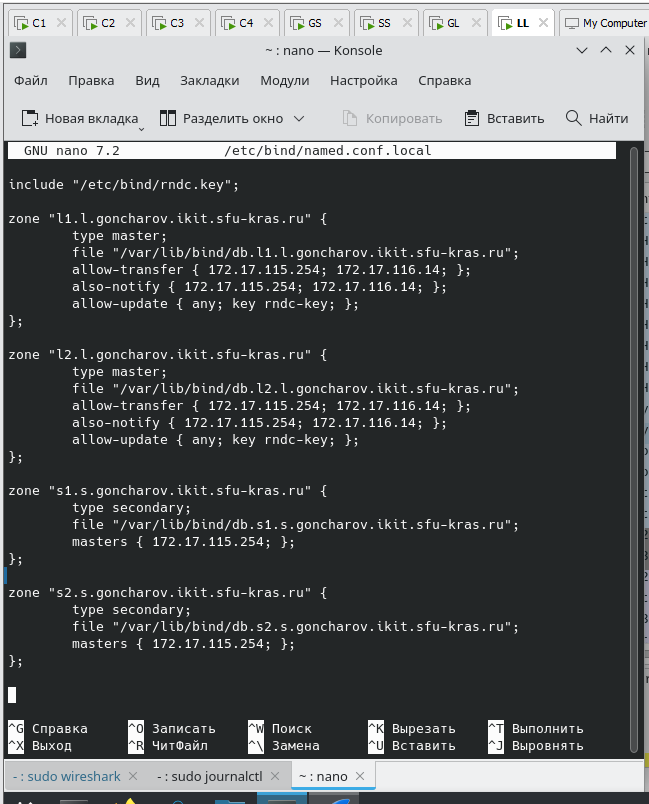 C1 C2 C3 C4 GS SS GL LL My Computer
~ : nano — Konsole
Файл Правка Вид Закладки Модули Настройка Справка
Новая вкладка Разделить окно Копировать Вставить Найти
GNU nano 7.2 /etc/bind/named.conf.local
include "/etc/bind/rndc.key";
zone "l1.l.goncharov.ikit.sfu-kras.ru" {
type master;
file "/var/lib/bind/db.l1.l.goncharov.ikit.sfu-kras.ru";
allow-transfer { 172.17.115.254; 172.17.116.14; };
also-notify { 172.17.115.254; 172.17.116.14; };
allow-update { any; key rndc-key; };
};
zone "l2.l.goncharov.ikit.sfu-kras.ru" {
type master;
file "/var/lib/bind/db.l2.l.goncharov.ikit.sfu-kras.ru";
allow-transfer { 172.17.115.254; 172.17.116.14; };
also-notify { 172.17.115.254; 172.17.116.14; };
allow-update { any; key rndc-key; };
};
zone "s1.s.goncharov.ikit.sfu-kras.ru" {
type secondary;
file "/var/lib/bind/db.s1.s.goncharov.ikit.sfu-kras.ru";
masters { 172.17.115.254; };
};
zone "s2.s.goncharov.ikit.sfu-kras.ru" {
type secondary;
file "/var/lib/bind/db.s2.s.goncharov.ikit.sfu-kras.ru";
masters { 172.17.115.254; };
};
^G Справка ^O Записать ^W Поиск ^K Вырезать ^T Выполнить
^X Выход ^R ЧитФайл ^\ Замена ^U Вставить ^J Выровнять
- : sudo wireshark - : sudo journalctl ~ : nano